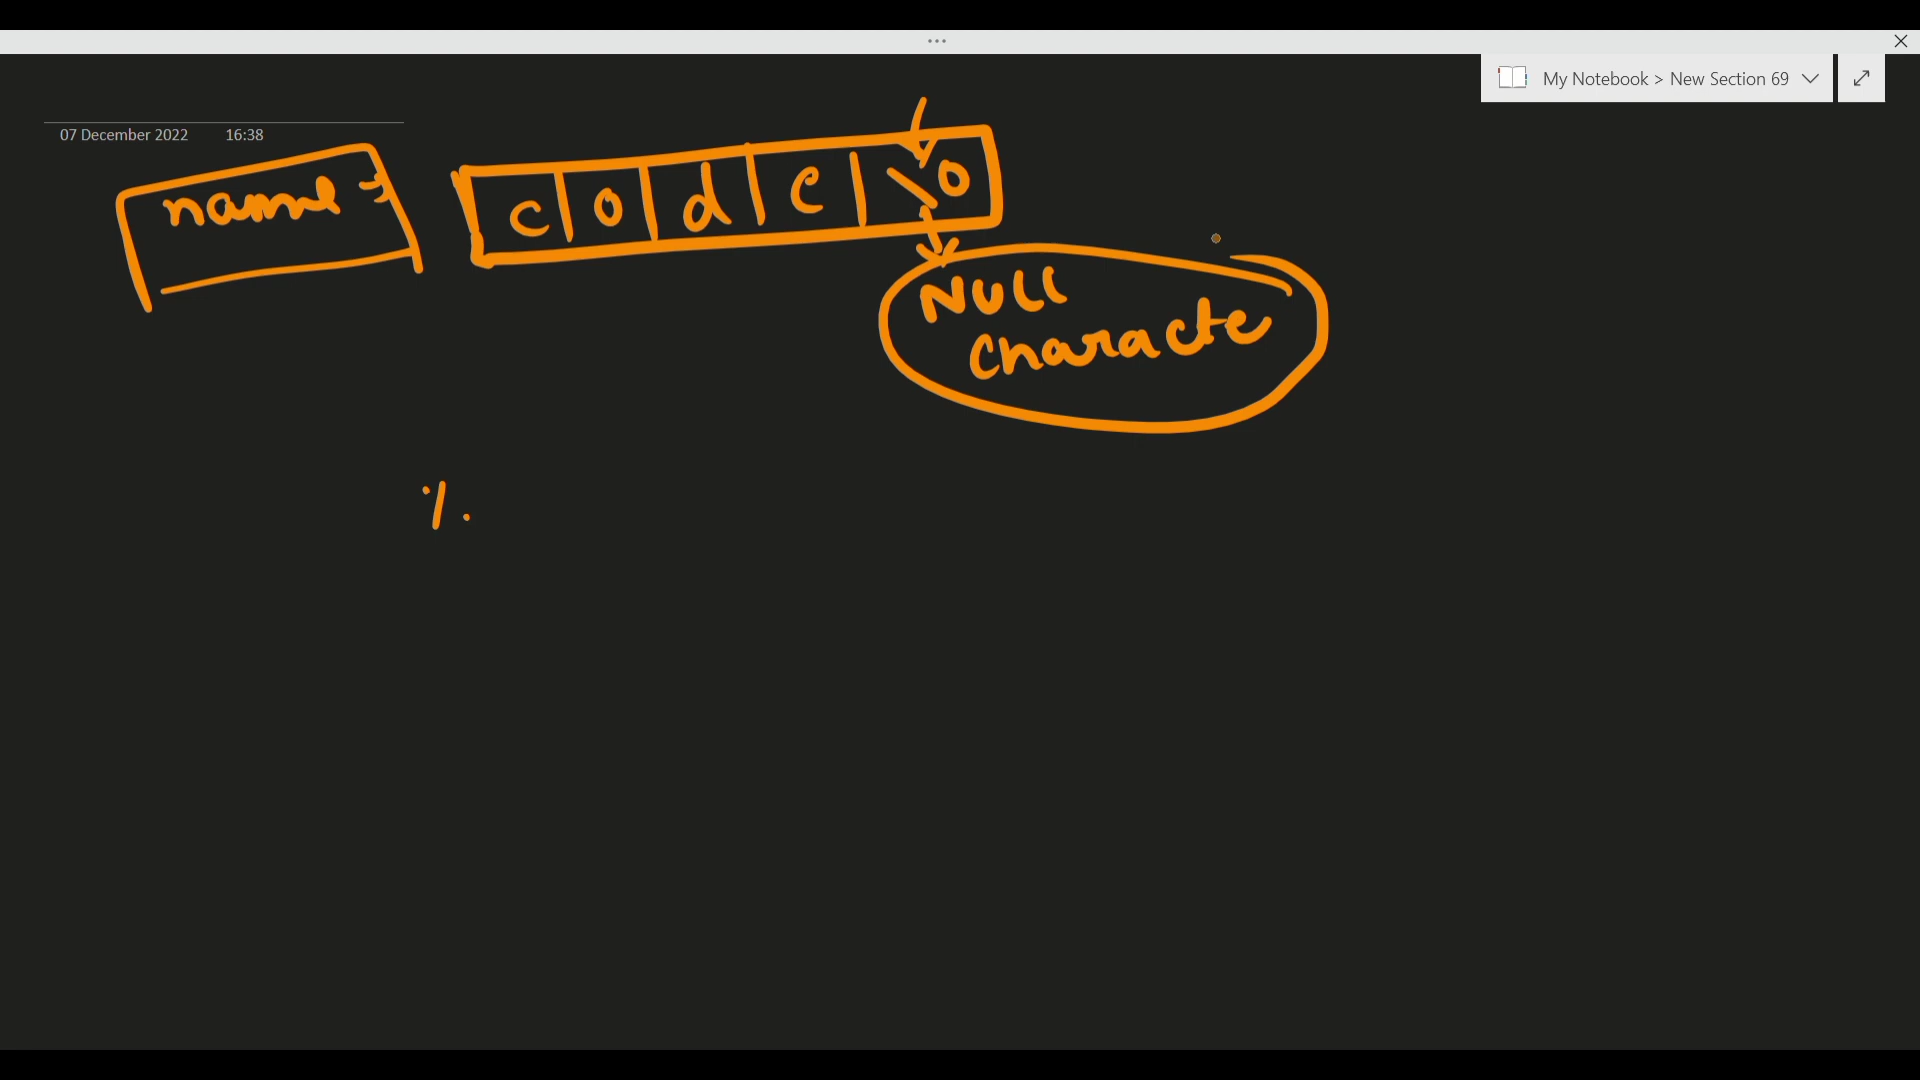 My Notebook > New Section 69
07 December 2022 16:38
name =
c o d e \0
Null
Characte
%